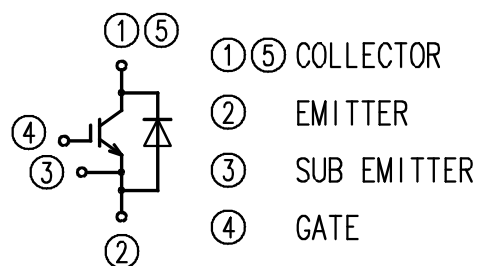 ①⑤
①⑤ COLLECTOR
② EMITTER
④
③
③ SUB EMITTER
④ GATE
②